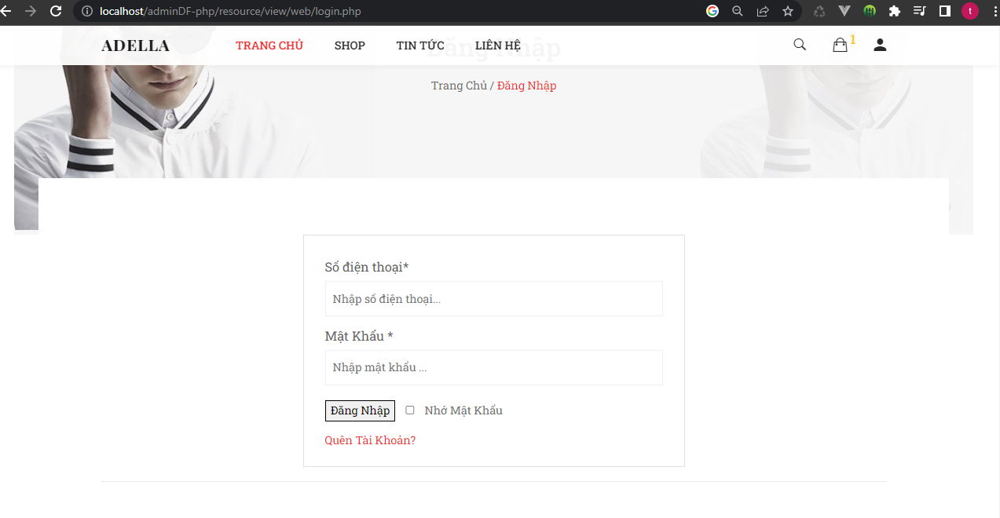 localhost/adminDF-php/resource/view/web/login.php
t
ADELLA TRANG CHỦ SHOP TIN TỨC LIÊN HỆ 1
Đăng Nhập
Trang Chủ / Đăng Nhập
Số điện thoại*
Nhập số điện thoại...
Mật Khẩu *
Nhập mật khẩu ...
Đăng Nhập Nhớ Mật Khẩu
Quên Tài Khoản?